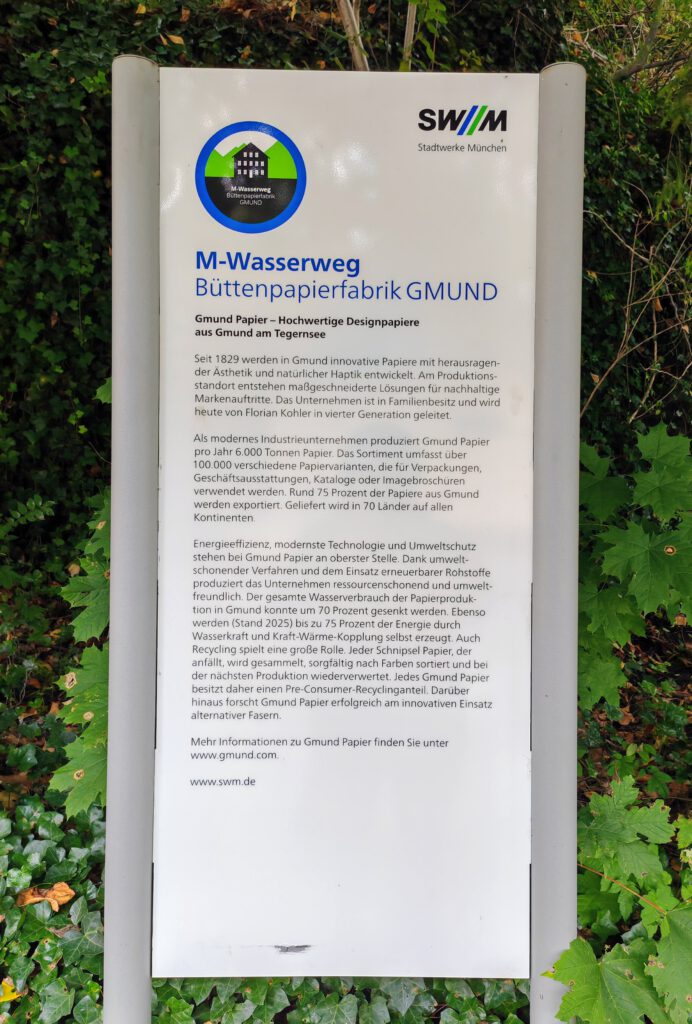 SW//M
Stadtwerke München
M-Wasserweg
Büttenpapierfabrik
GMUND
M-Wasserweg
Büttenpapierfabrik GMUND
Gmund Papier – Hochwertige Designpapiere
aus Gmund am Tegernsee
Seit 1829 werden in Gmund innovative Papiere mit herausragen-
der Ästhetik und natürlicher Haptik entwickelt. Am Produktions-
standort entstehen maßgeschneiderte Lösungen für nachhaltige
Markenauftritte. Das Unternehmen ist in Familienbesitz und wird
heute von Florian Kohler in vierter Generation geleitet.
Als modernes Industrieunternehmen produziert Gmund Papier
pro Jahr 6.000 Tonnen Papier. Das Sortiment umfasst über
100.000 verschiedene Papiervarianten, die für Verpackungen,
Geschäftsausstattungen, Kataloge oder Imagebroschüren
verwendet werden. Rund 75 Prozent der Papiere aus Gmund
werden exportiert. Geliefert wird in 70 Länder auf allen
Kontinenten.
Energieeffizienz, modernste Technologie und Umweltschutz
stehen bei Gmund Papier an oberster Stelle. Dank umwelt-
schonender Verfahren und dem Einsatz erneuerbarer Rohstoffe
produziert das Unternehmen ressourcenschonend und umwelt-
freundlich. Der gesamte Wasserverbrauch der Papierproduk-
tion in Gmund konnte um 70 Prozent gesenkt werden. Ebenso
werden (Stand 2025) bis zu 75 Prozent der Energie durch
Wasserkraft und Kraft-Wärme-Kopplung selbst erzeugt. Auch
Recycling spielt eine große Rolle. Jeder Schnipsel Papier, der
anfällt, wird gesammelt, sorgfältig nach Farben sortiert und bei
der nächsten Produktion wiederverwertet. Jedes Gmund Papier
besitzt daher einen Pre-Consumer-Recyclinganteil. Darüber
hinaus forscht Gmund Papier erfolgreich am innovativen Einsatz
alternativer Fasern.
Mehr Informationen zu Gmund Papier finden Sie unter
www.gmund.com.
www.swm.de